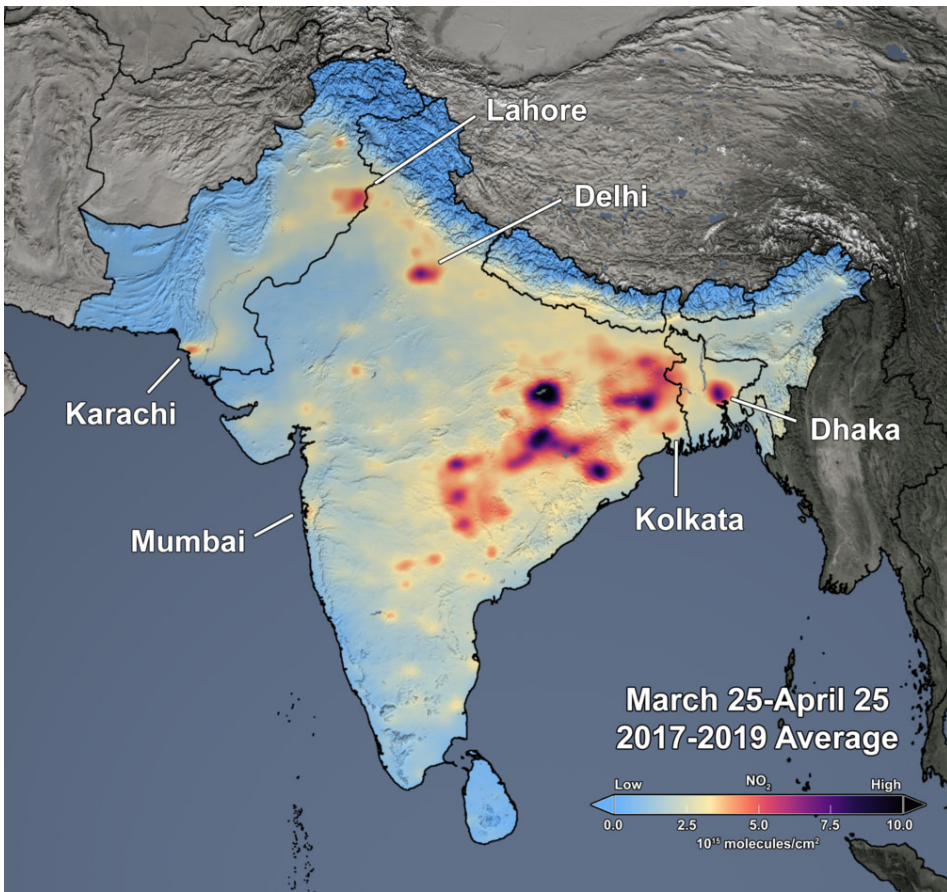 Lahore
Delhi
Karachi
Dhaka
Kolkata
Mumbai
March 25-April 25
2017-2019 Average
Low NO₂ High
0.0 2.5 5.0 7.5 10.0
10¹⁵ molecules/cm²